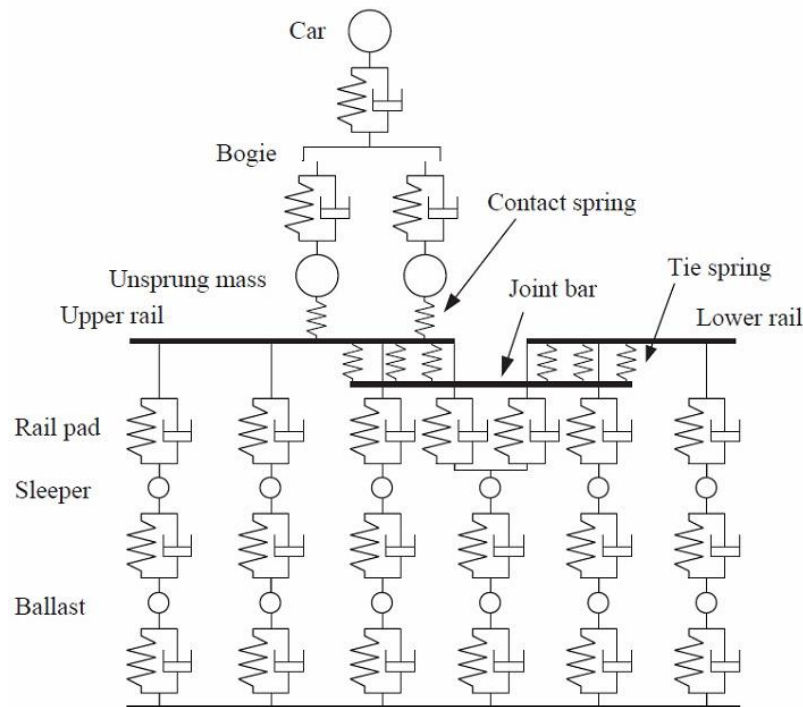 Car
Bogie
Contact spring
Unsprung mass
Tie spring
Joint bar
Upper rail
Lower rail
Rail pad
Sleeper
Ballast